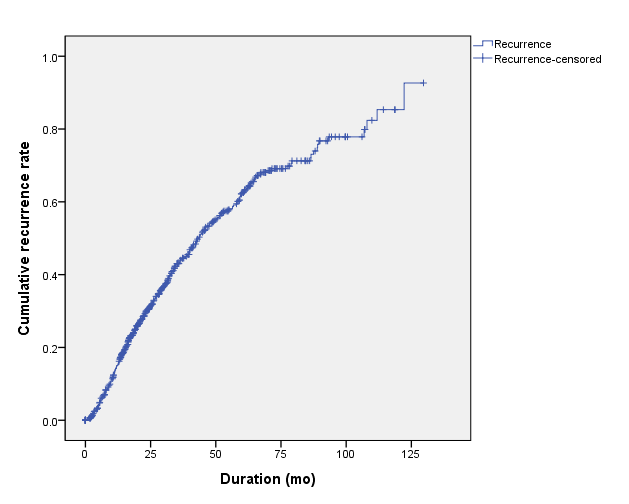 Recurrence
Recurrence-censored
1.0
0.8
0.6
0.4
0.2
0.0
Cumulative recurrence rate
0 25 50 75 100 125
Duration (mo)